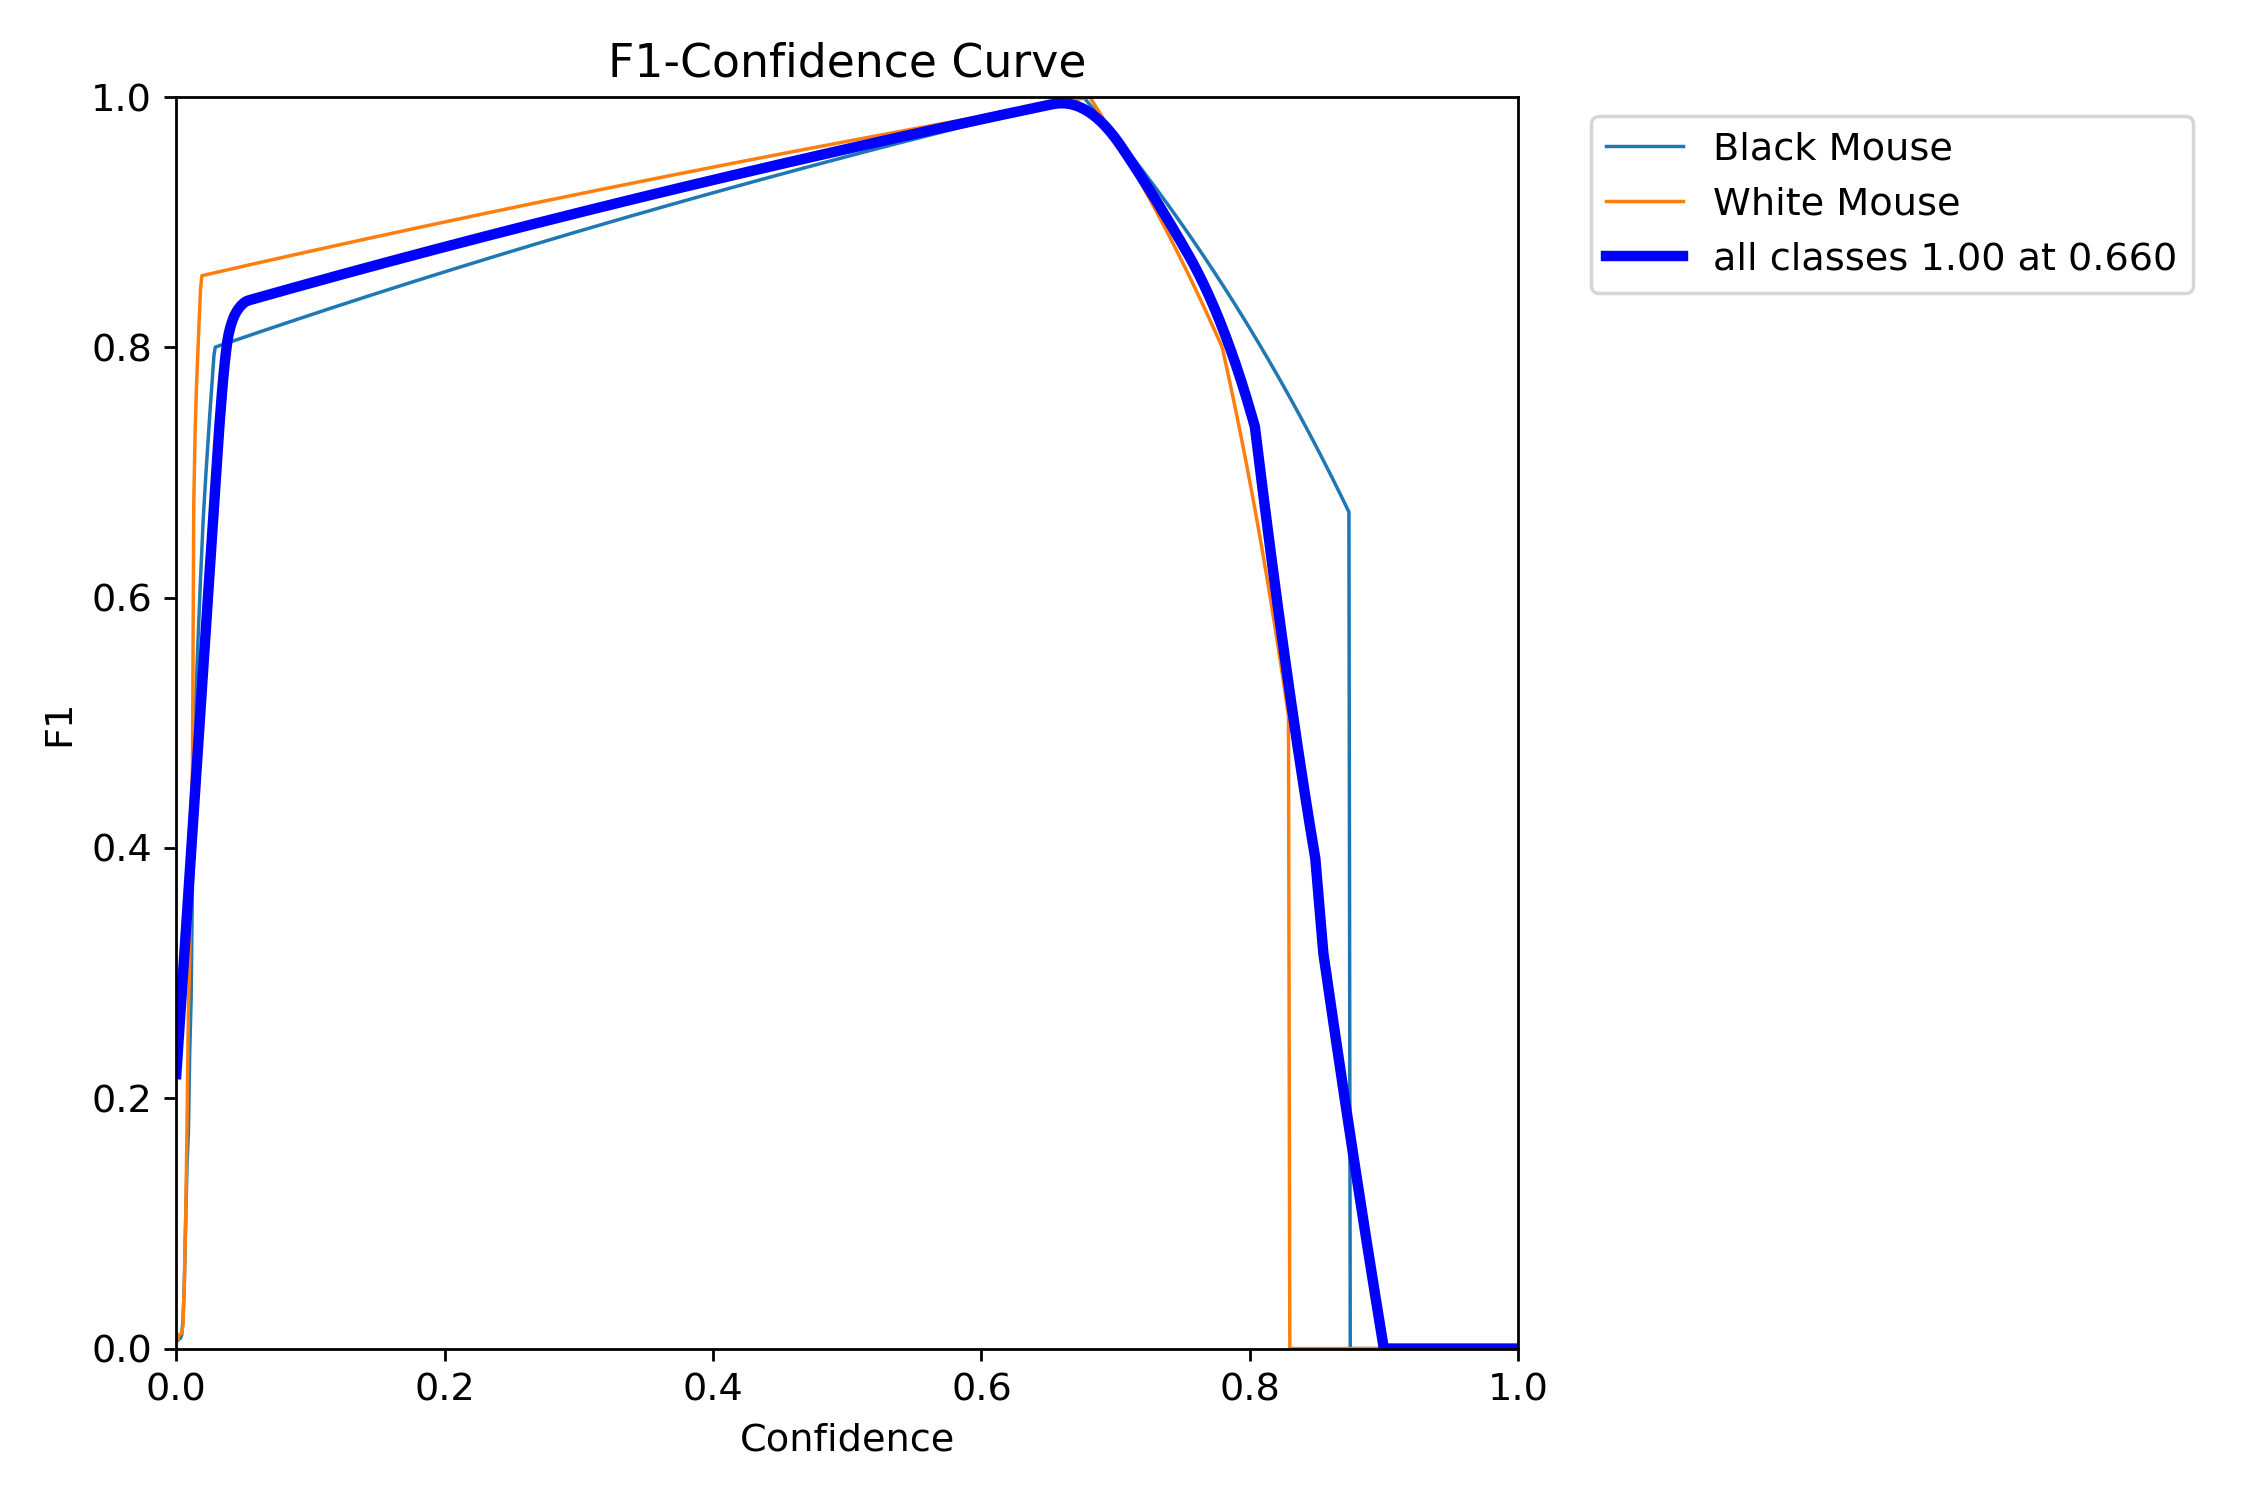 F1-Confidence Curve
1.0
0.8
0.6
0.4
0.2
0.0
F1
0.0 0.2 0.4 0.6 0.8 1.0
Confidence
Black Mouse
White Mouse
all classes 1.00 at 0.660